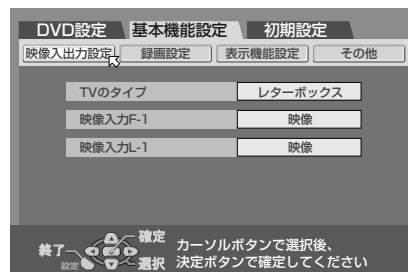 DVD設定 基本機能設定 初期設定
映像入出力設定 録画設定 表示機能設定 その他
TVのタイプ レターボックス
映像入力F-1 映像
映像入力L-1 映像
確定
終了
設定 選択
カーソルボタンで選択後、
決定ボタンで確定してください